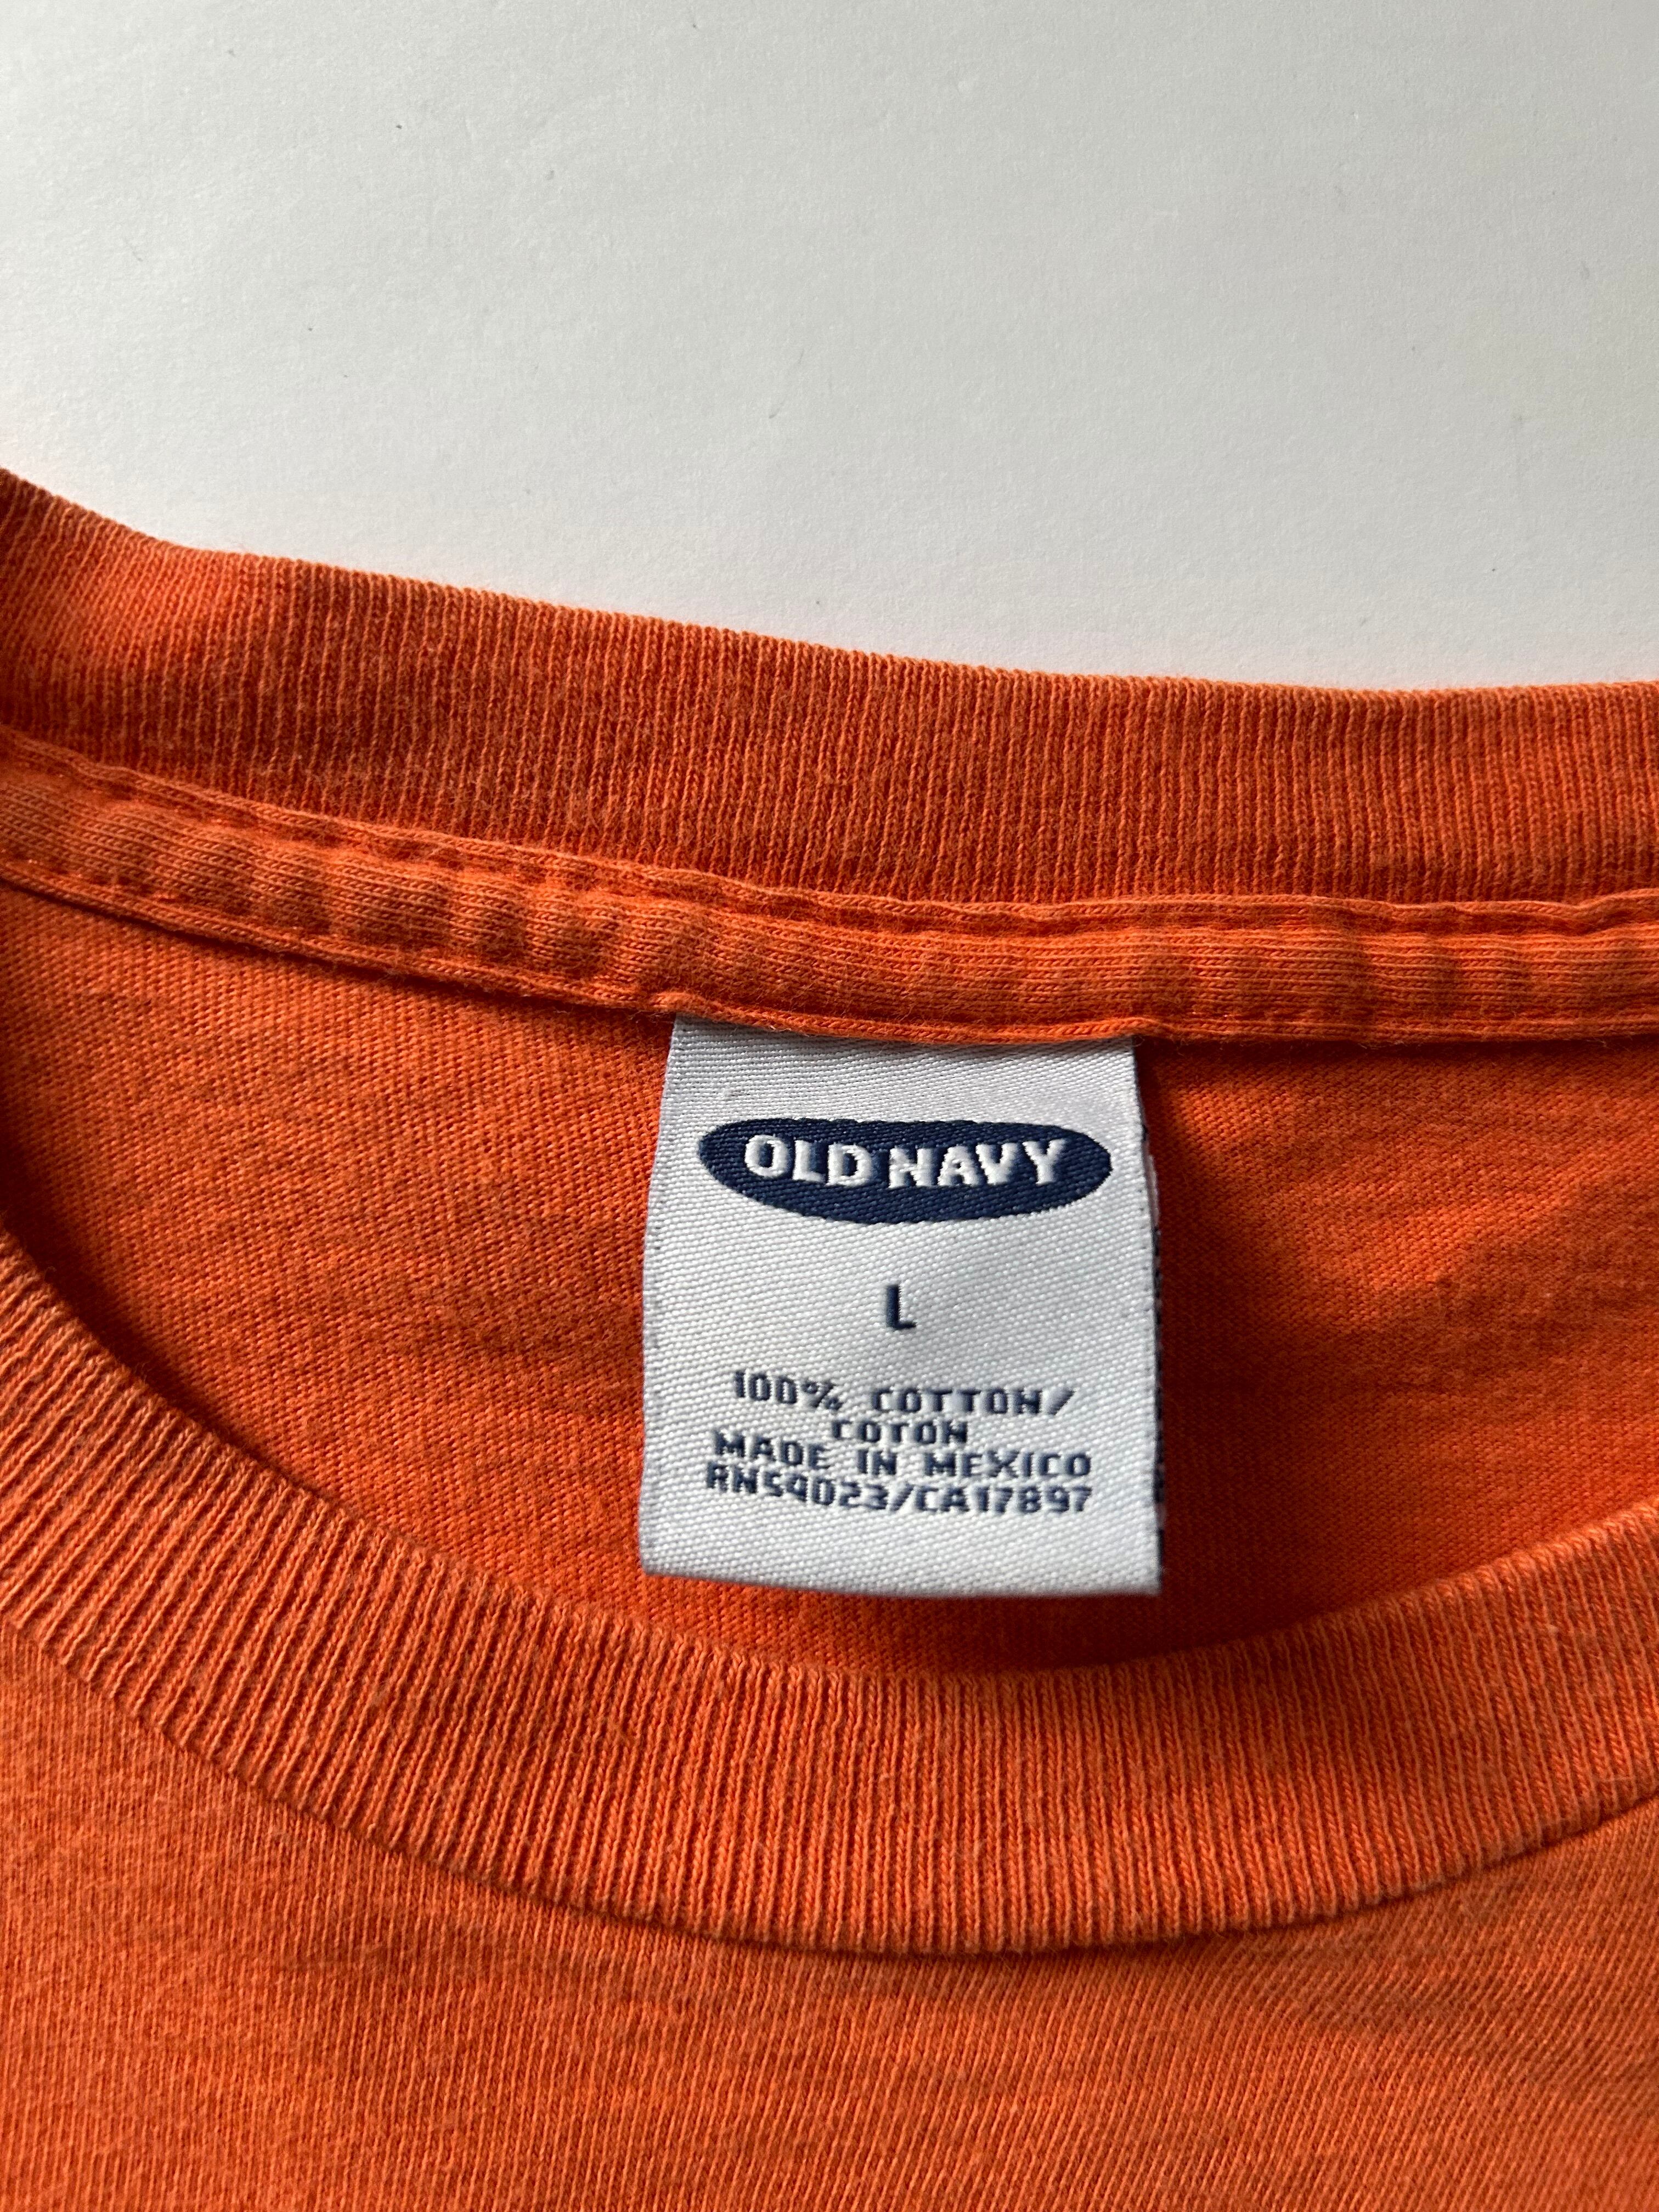 OLD NAVY
L
100% COTTON/
COTON
MADE IN MEXICO
RN54023/CA17897